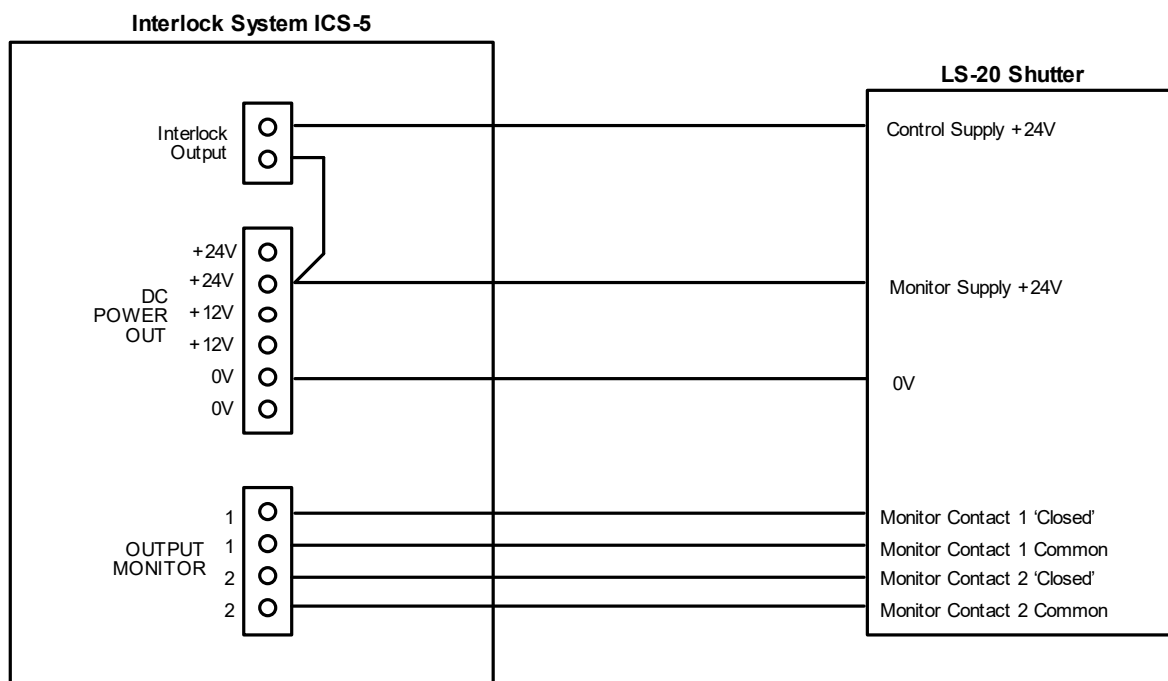 Interlock System ICS-5
LS-20 Shutter
Interlock
Output
Control Supply +24V
+24V
+24V
+12V
+12V
0V
0V
DC
POWER
OUT
Monitor Supply +24V
0V
1
1
2
2
OUTPUT
MONITOR
Monitor Contact 1 ‘Closed’
Monitor Contact 1 Common
Monitor Contact 2 ‘Closed’
Monitor Contact 2 Common